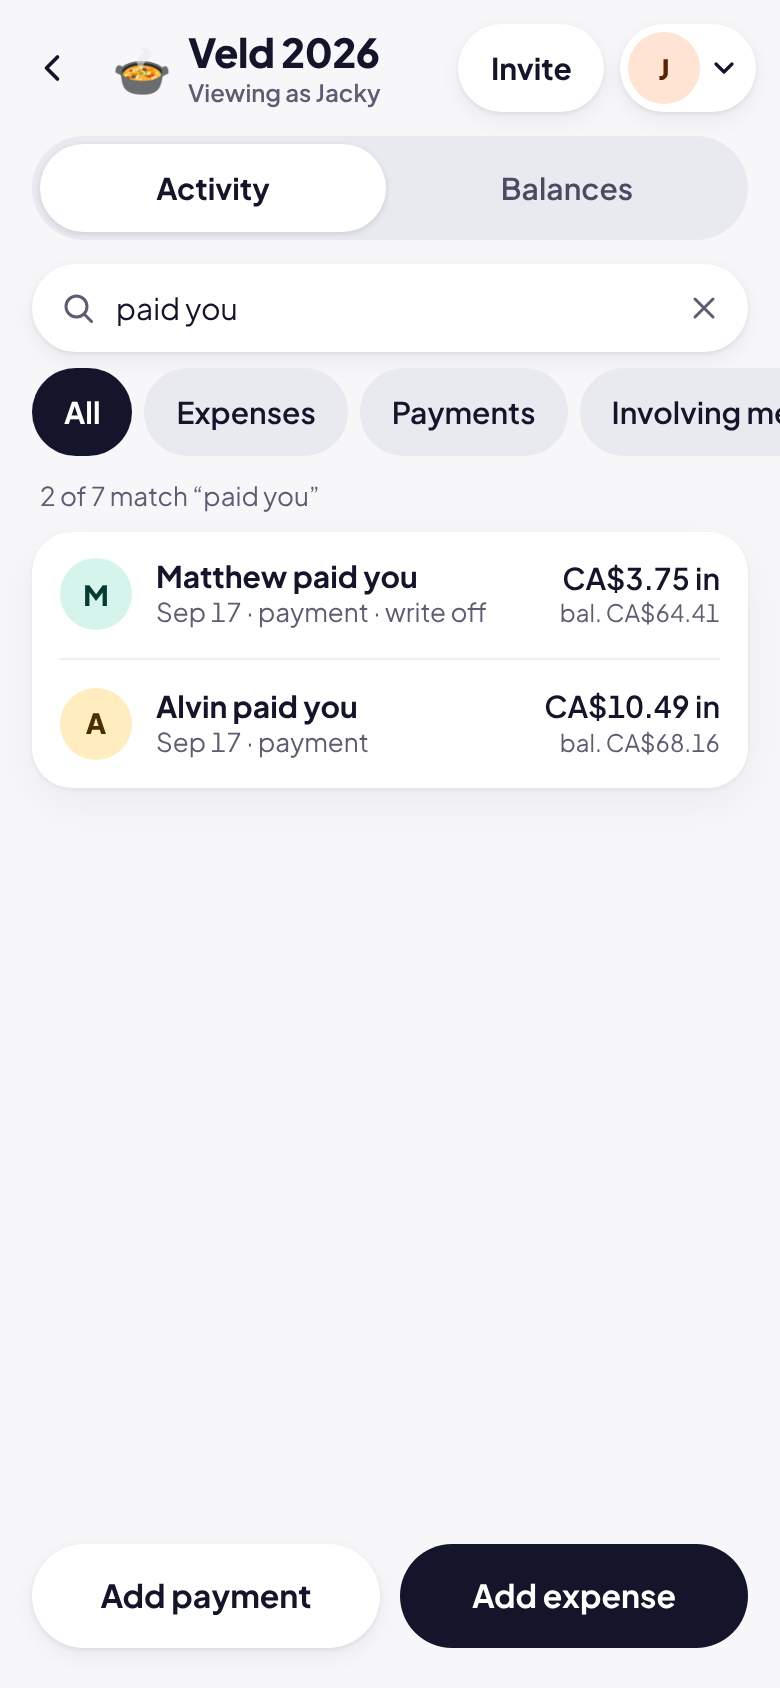 Veld 2026
Viewing as Jacky
Invite
J
Activity
Balances
paid you
All
Expenses
Payments
Involving me
2 of 7 match “paid you”
M
Matthew paid you
CA$3.75 in
Sep 17 · payment · write off
bal. CA$64.41
A
Alvin paid you
CA$10.49 in
Sep 17 · payment
bal. CA$68.16
Add payment
Add expense